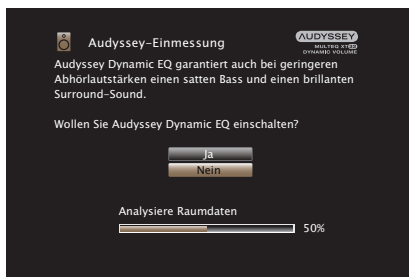 Audyssey-Einmessung
AUDYSSEY
MULTEQ XT32
DYNAMIC VOLUME
Audyssey Dynamic EQ garantiert auch bei geringeren
Abhörlautstärken einen satten Bass und einen brillanten
Surround-Sound.
Wollen Sie Audyssey Dynamic EQ einschalten?
Ja
Nein
Analysiere Raumdaten
50%